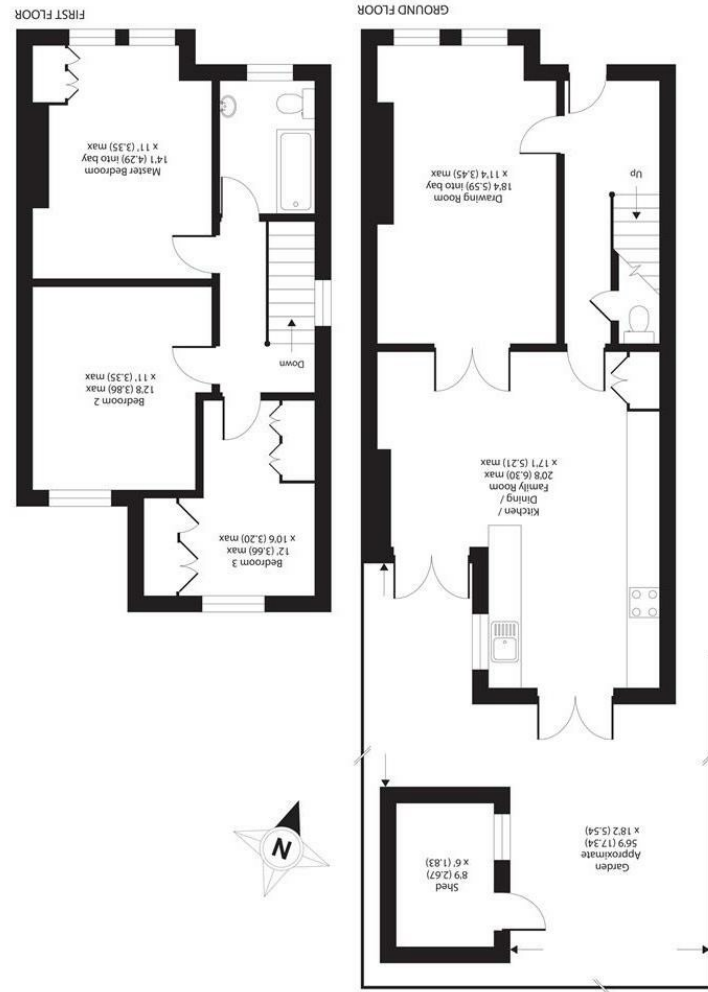 Garden
Approximate
56'9 (17.34)
x 18'2 (5.54)
Shed
8'9 (2.67)
x 6' (1.83)
Kitchen /
Dining /
Family Room
20'8 (6.30) max
x 17'1 (5.21) max
Up
Drawing Room
18'4 (5.59) into bay
x 11'4 (3.45) max
GROUND FLOOR
N
Bedroom 3
12' (3.66) max
x 10'6 (3.20) max
Bedroom 2
12'8 (3.86) max
x 11' (3.35) max
Down
Master Bedroom
14'1 (4.29) into bay
x 11' (3.35) max
FIRST FLOOR